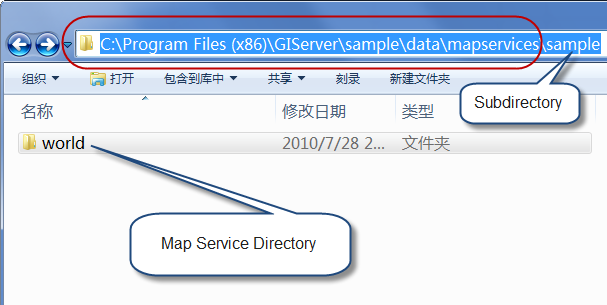 C:\Program Files (x86)\GIServer\sample\data\mapservices\sample
组织 打开 包含到库中 共享 刻录 新建文件夹
Subdirectory
名称 修改日期 类型
world 2010/7/28 2... 文件夹
Map Service Directory